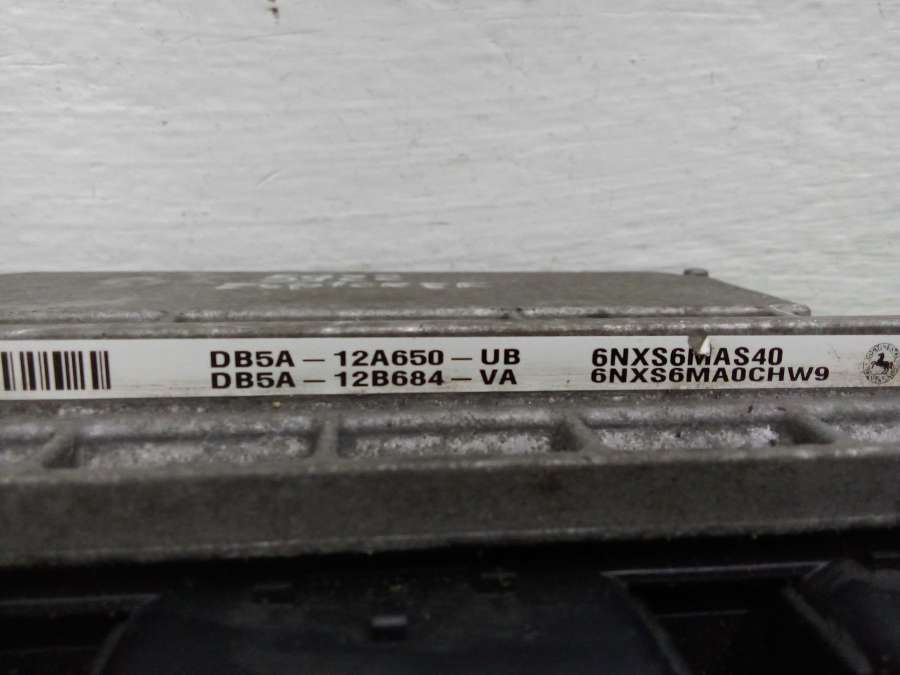 DB5A – 12A650 – UB 6NXS6MAS40
DB5A – 12B684 – VA 6NXS6MA0CHW9